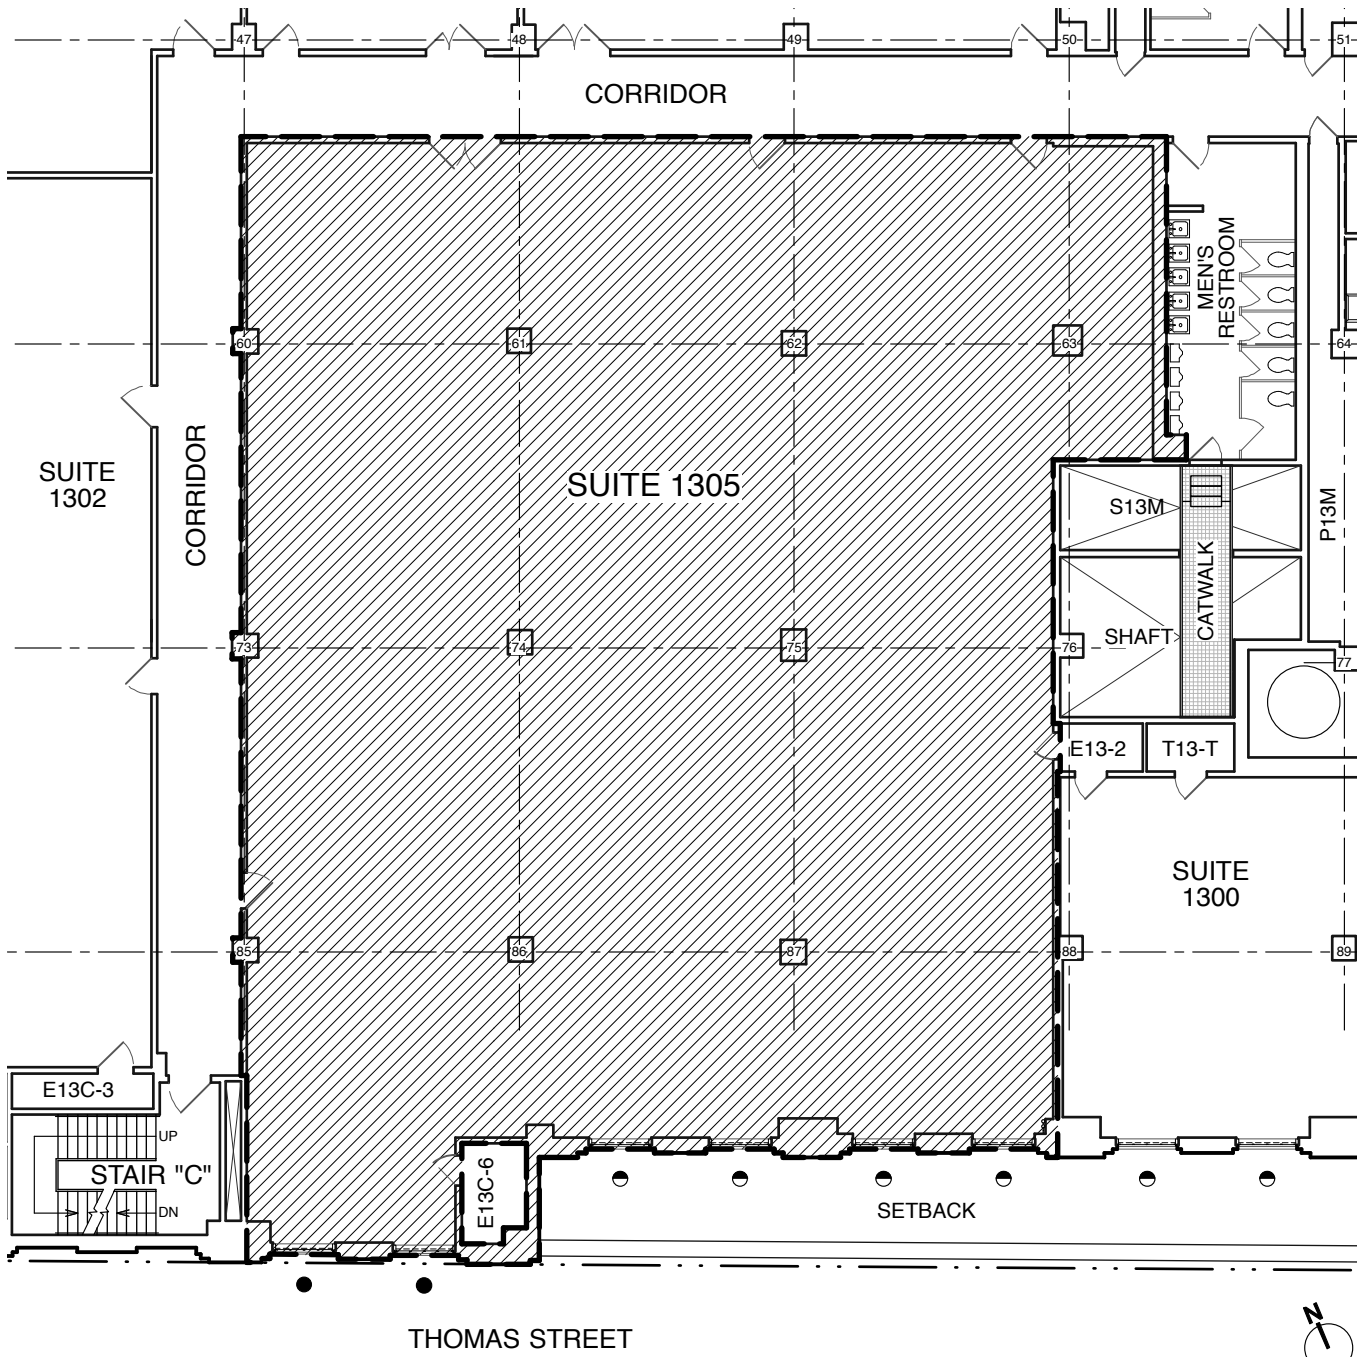 47
48
49
50
51
CORRIDOR
MEN'S
RESTROOM
60
61
62
63
64
CORRIDOR
SUITE
1302
SUITE 1305
S13M
P13M
CATWALK
SHAFT
73
74
75
76
77
E13-2
T13-T
SUITE
1300
85
86
87
88
89
E13C-3
UP
STAIR "C"
DN
E13C-6
SETBACK
THOMAS STREET
N